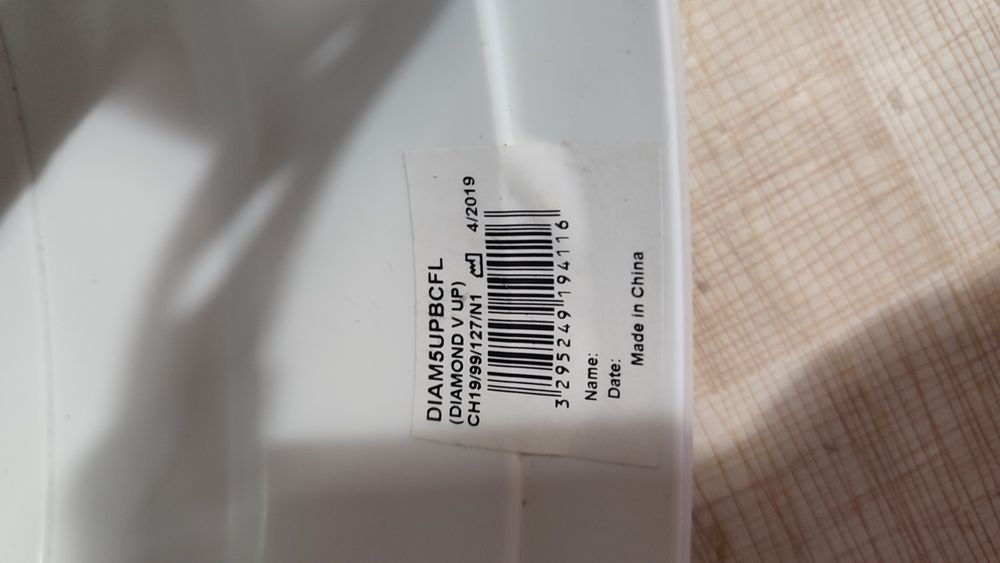 DIAM5UPBCFL
(DIAMOND V UP)
CH19/99/127/N1 4/2019
3 295249 194116
Name:
Date:
Made in China